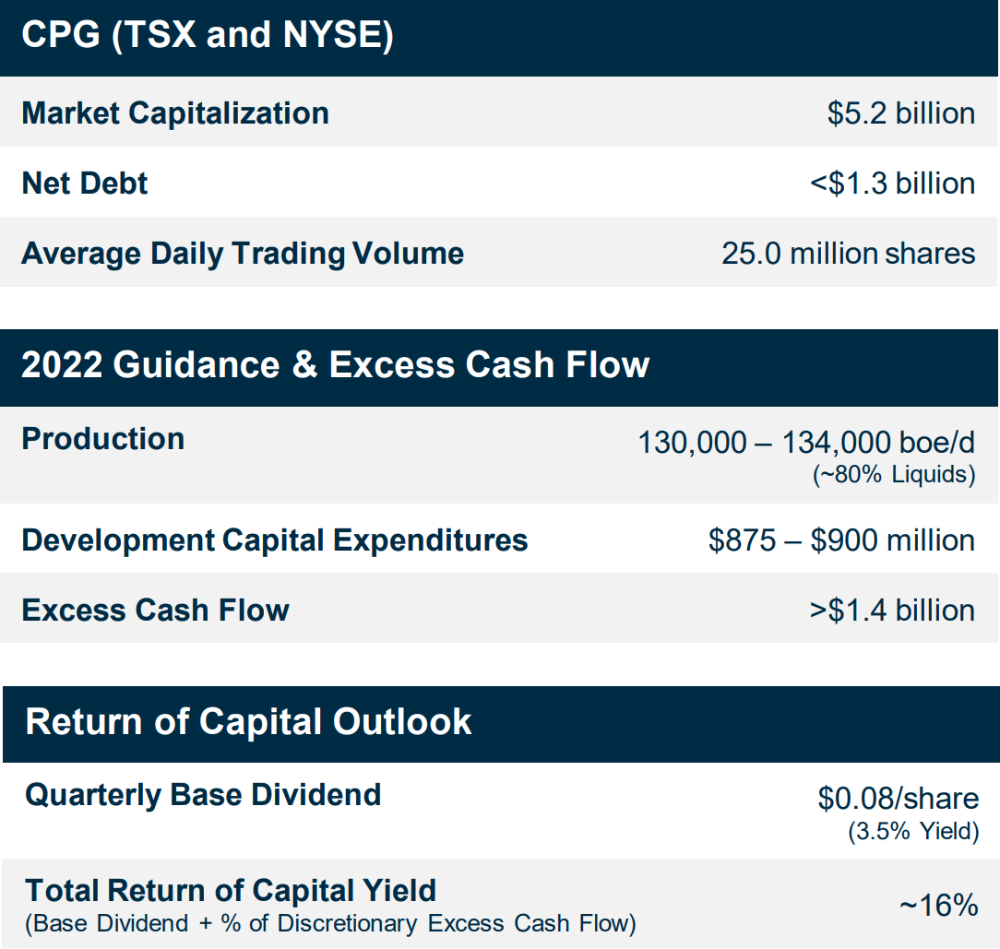 CPG (TSX and NYSE)
Market Capitalization $5.2 billion
Net Debt <$1.3 billion
Average Daily Trading Volume 25.0 million shares
2022 Guidance & Excess Cash Flow
Production 130,000 – 134,000 boe/d
(~80% Liquids)
Development Capital Expenditures $875 – $900 million
Excess Cash Flow >$1.4 billion
Return of Capital Outlook
Quarterly Base Dividend $0.08/share
(3.5% Yield)
Total Return of Capital Yield ~16%
(Base Dividend + % of Discretionary Excess Cash Flow)